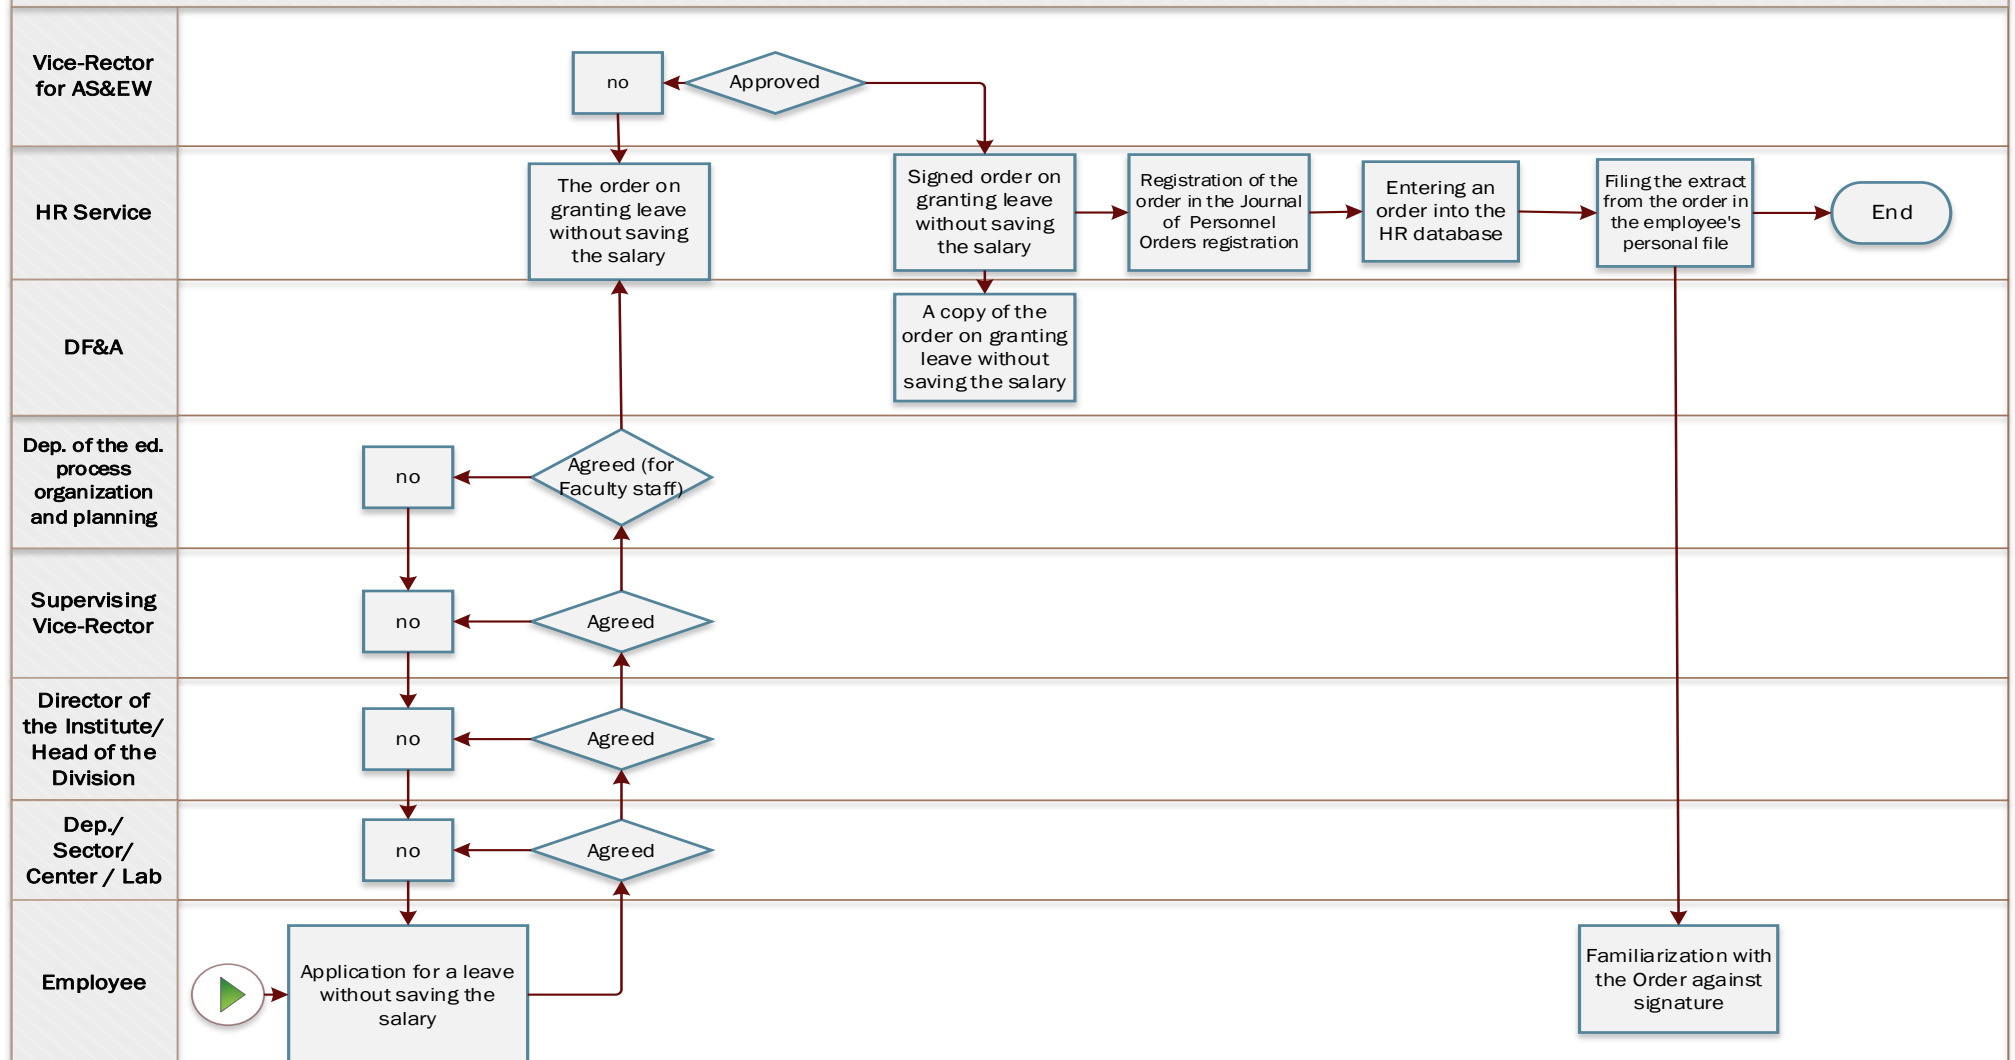 Vice-Rector
for AS&EW
no
Approved
HR Service
The order on
granting leave
without saving
the salary
Signed order on
granting leave
without saving
the salary
Registration of the
order in the Journal
of Personnel
Orders registration
Entering an
order into the
HR database
Filing the extract
from the order in
the employee's
personal file
End
DF&A
A copy of the
order on granting
leave without
saving the salary
Dep. of the ed.
process
organization
and planning
no
Agreed (for
Faculty staff)
Supervising
Vice-Rector
no
Agreed
Director of
the Institute/
Head of the
Division
no
Agreed
Dep./
Sector/
Center / Lab
no
Agreed
Employee
Application for a leave
without saving the
salary
Familiarization with
the Order against
signature